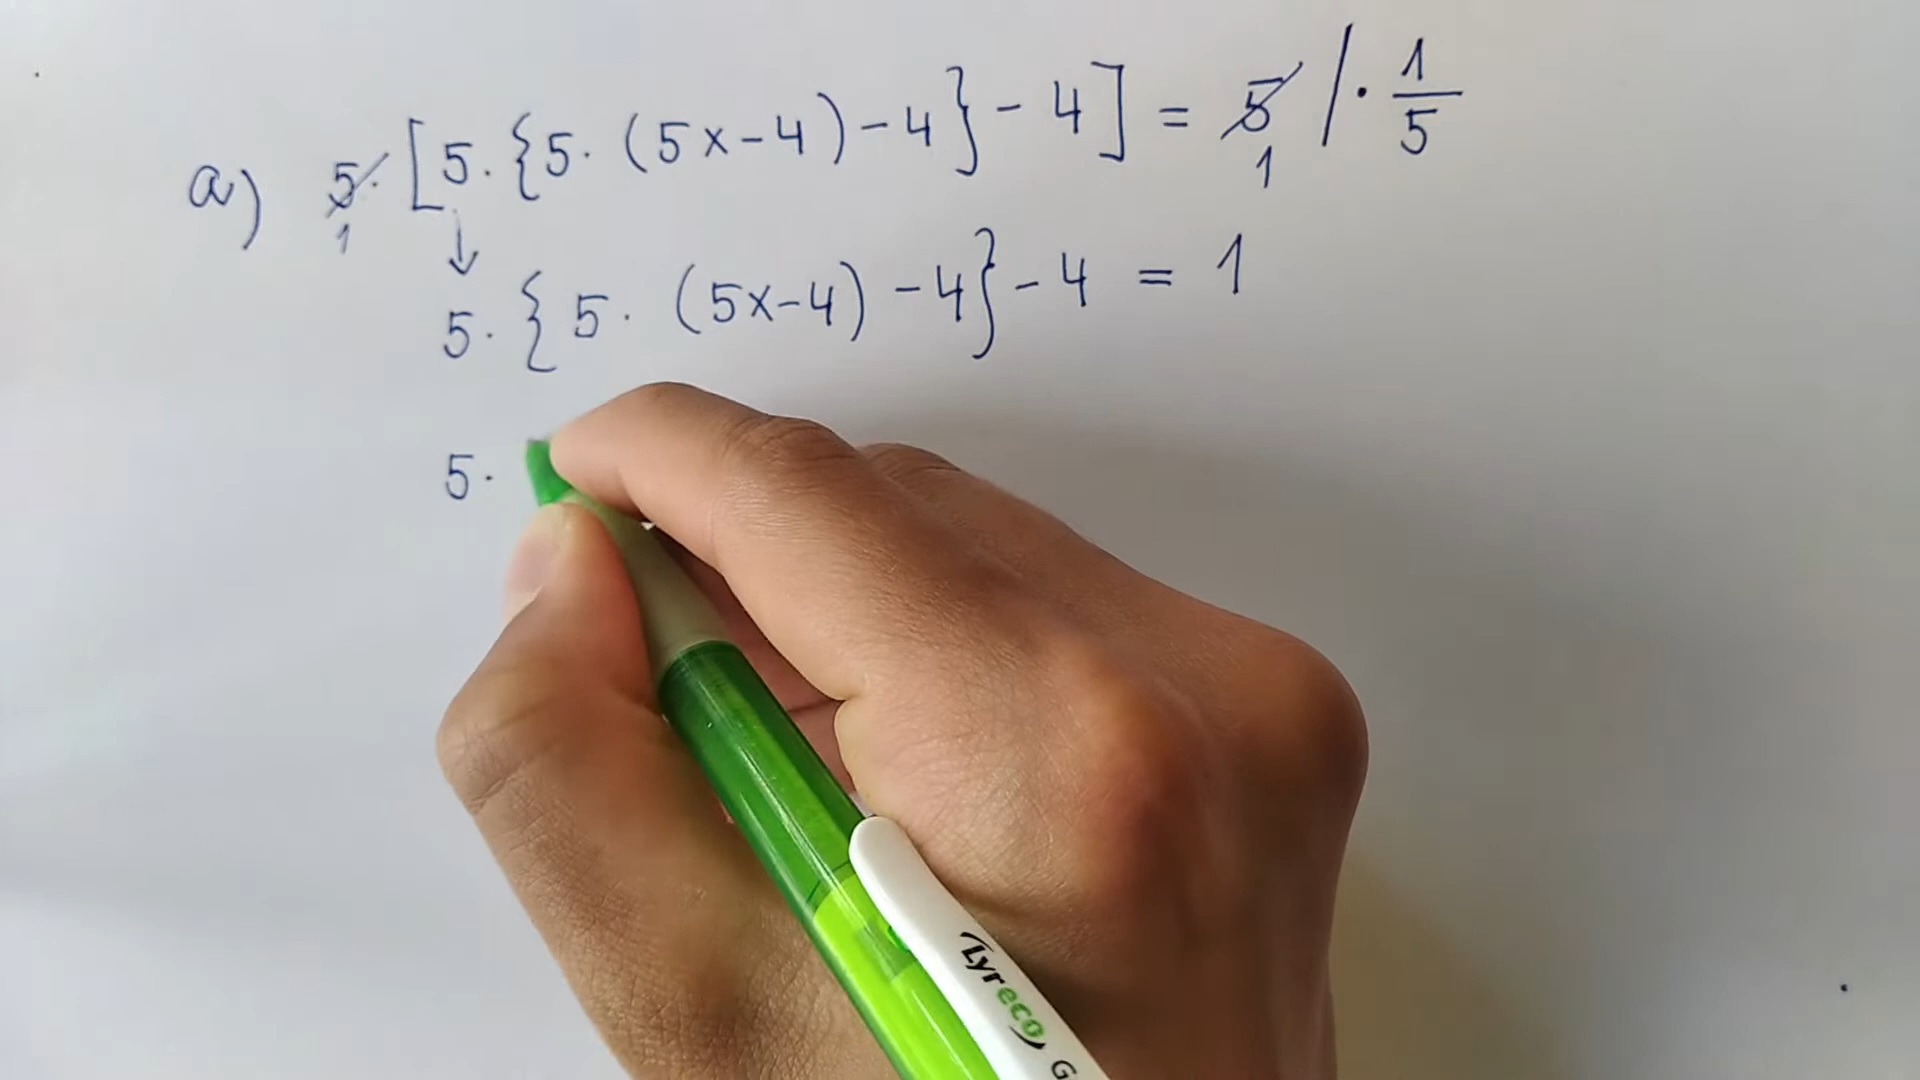 a) 5· [5·{5·(5x-4)-4}-4] = 5 /· 1/5
1 1
↓
5·{5·(5x-4)-4}-4 = 1
5·
Lyreco G